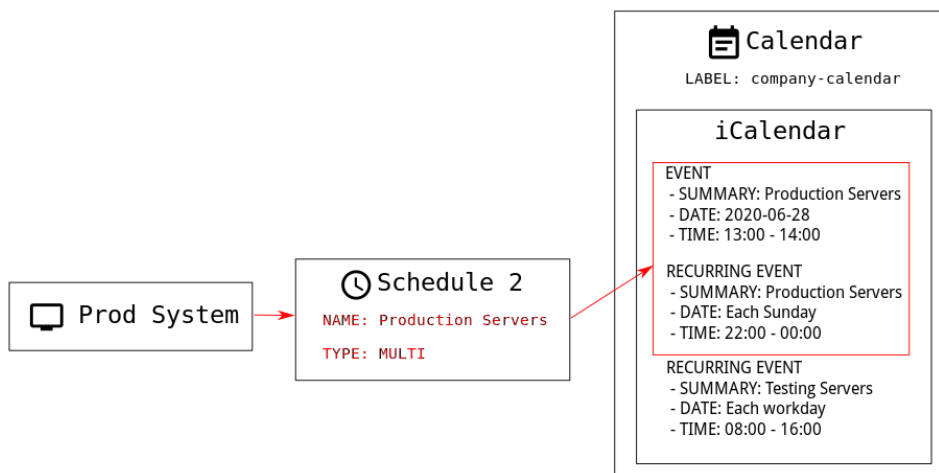 Calendar
LABEL: company-calendar
iCalendar
EVENT
- SUMMARY: Production Servers
- DATE: 2020-06-28
- TIME: 13:00 - 14:00
RECURRING EVENT
- SUMMARY: Production Servers
- DATE: Each Sunday
- TIME: 22:00 - 00:00
RECURRING EVENT
- SUMMARY: Testing Servers
- DATE: Each workday
- TIME: 08:00 - 16:00
Schedule 2
NAME: Production Servers
TYPE: MULTI
Prod System